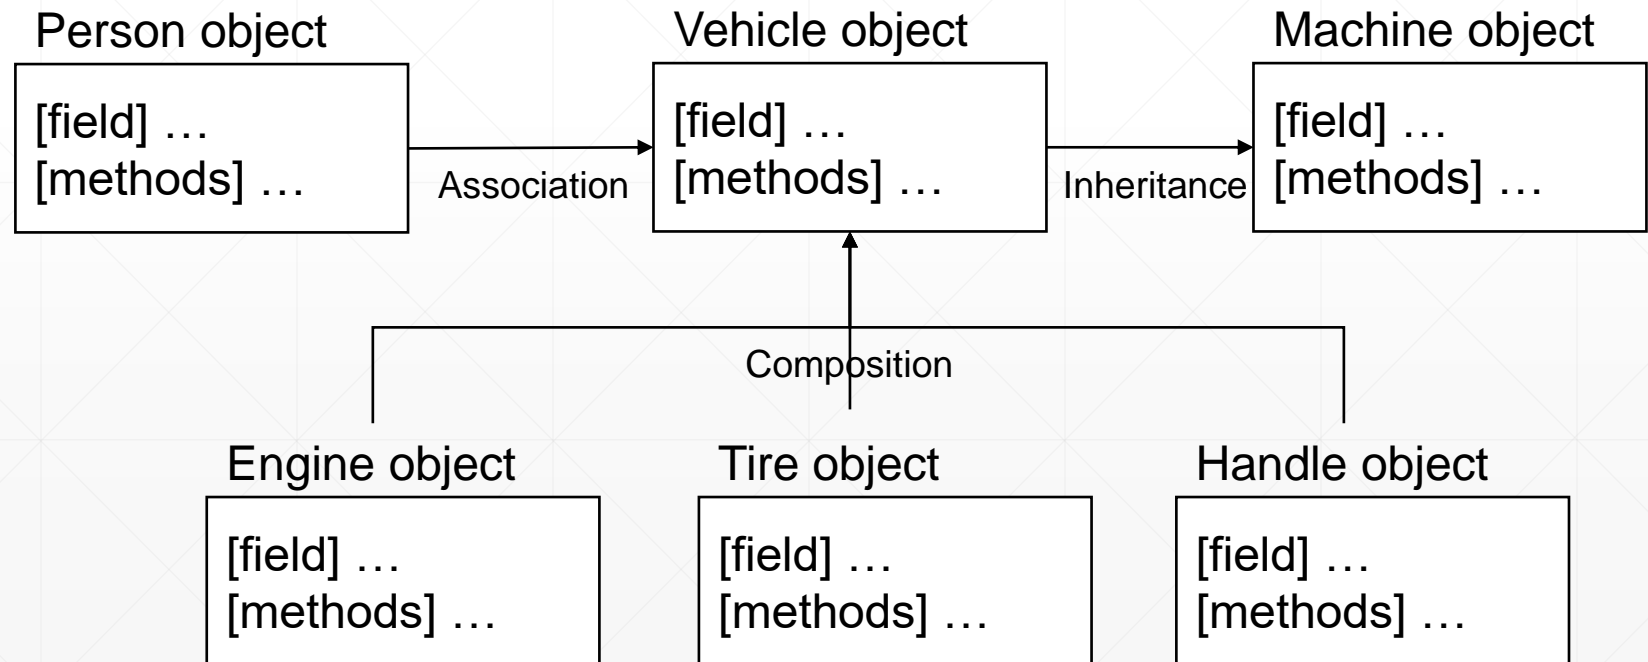 Person object
[field] …
[methods] …
Association
Vehicle object
[field] …
[methods] …
Inheritance
Machine object
[field] …
[methods] …
Composition
Engine object
[field] …
[methods] …
Tire object
[field] …
[methods] …
Handle object
[field] …
[methods] …